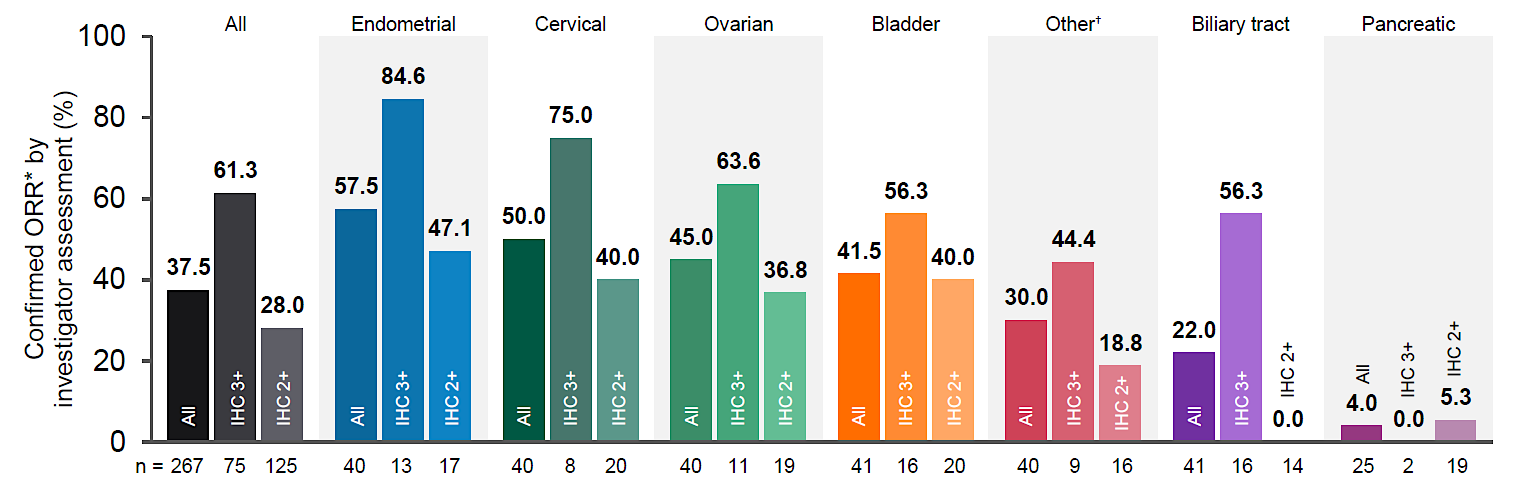 All Endometrial Cervical Ovarian Bladder Other† Biliary tract Pancreatic
Confirmed ORR* by
investigator assessment (%)
100
80
60
40
20
0
37.5 61.3 28.0
57.5 84.6 47.1
50.0 75.0 40.0
45.0 63.6 36.8
41.5 56.3 40.0
30.0 44.4 18.8
22.0 56.3 0.0
4.0 0.0 5.3
All IHC 3+ IHC 2+
All IHC 3+ IHC 2+
All IHC 3+ IHC 2+
All IHC 3+ IHC 2+
All IHC 3+ IHC 2+
All IHC 3+ IHC 2+
All IHC 3+ IHC 2+
All IHC 3+ IHC 2+
n = 267 75 125 40 13 17 40 8 20 40 11 19 41 16 20 40 9 16 41 16 14 25 2 19